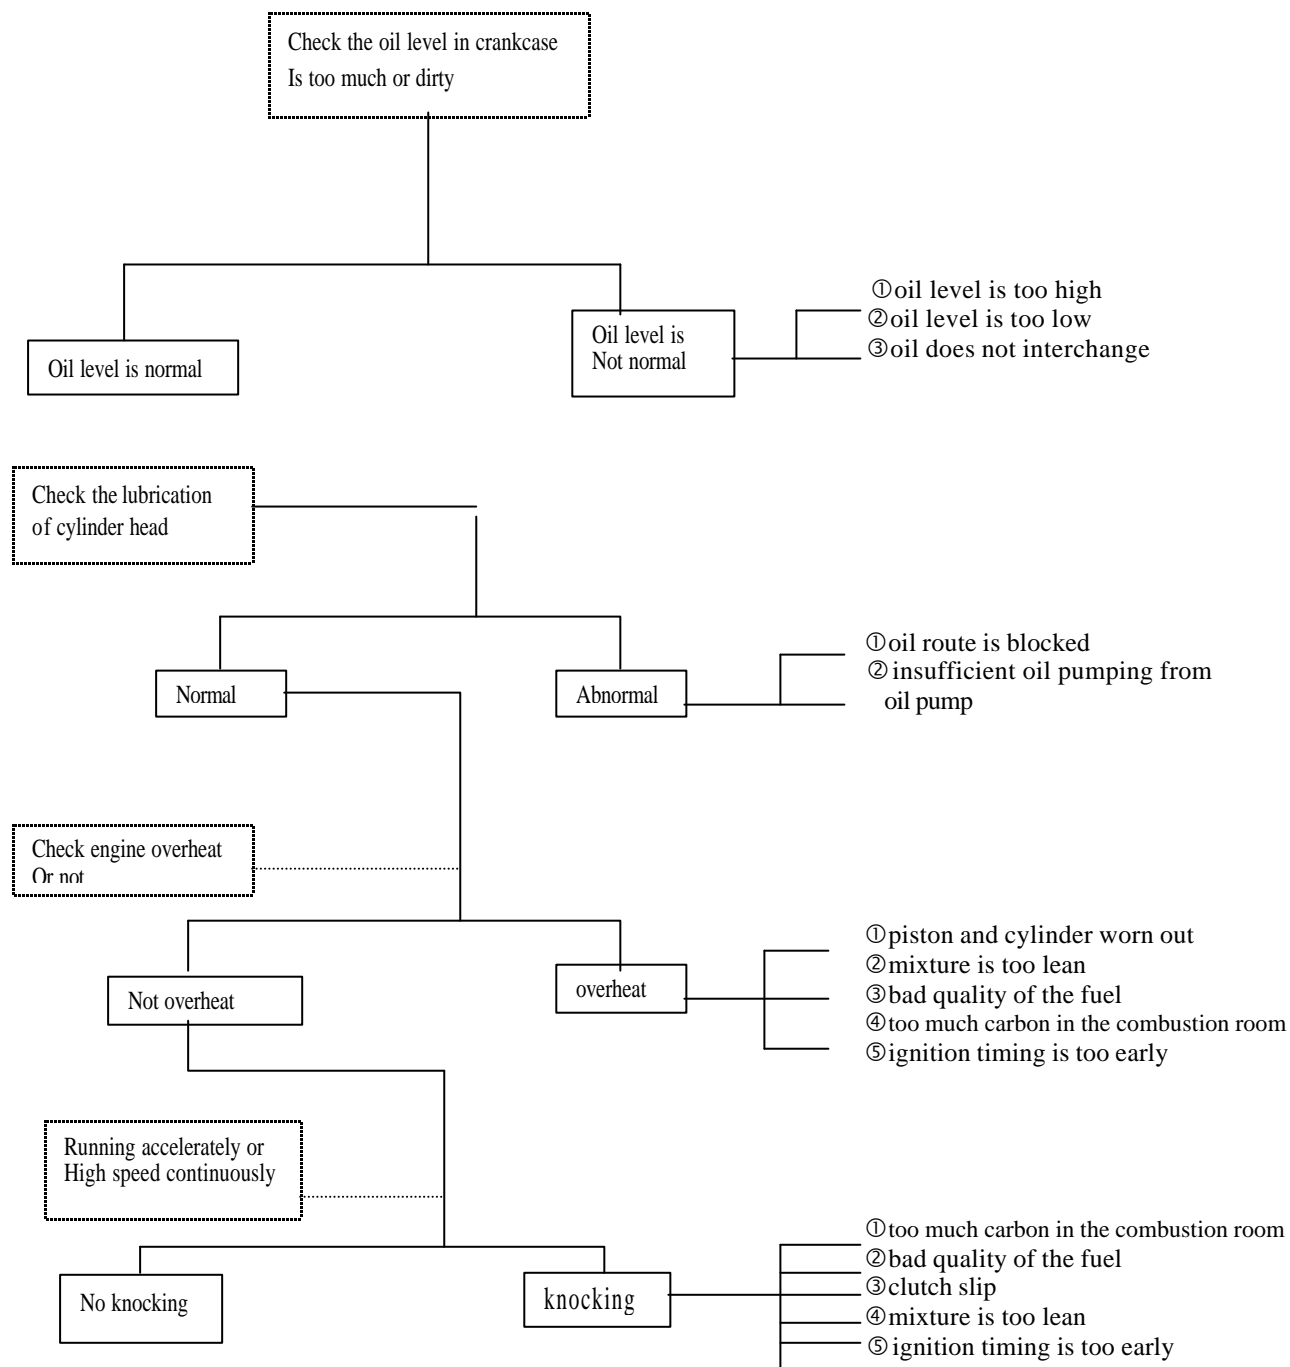 Check the oil level in crankcase
Is too much or dirty
①oil level is too high
②oil level is too low
③oil does not interchange
Oil level is
Not normal
Oil level is normal
Check the lubrication
of cylinder head
①oil route is blocked
② insufficient oil pumping from
oil pump
Normal
Abnormal
Check engine overheat
Or not
①piston and cylinder worn out
②mixture is too lean
③bad quality of the fuel
④too much carbon in the combustion room
⑤ignition timing is too early
Not overheat
overheat
Running accelerately or
High speed continuously
①too much carbon in the combustion room
②bad quality of the fuel
③clutch slip
④mixture is too lean
⑤ignition timing is too early
No knocking
knocking